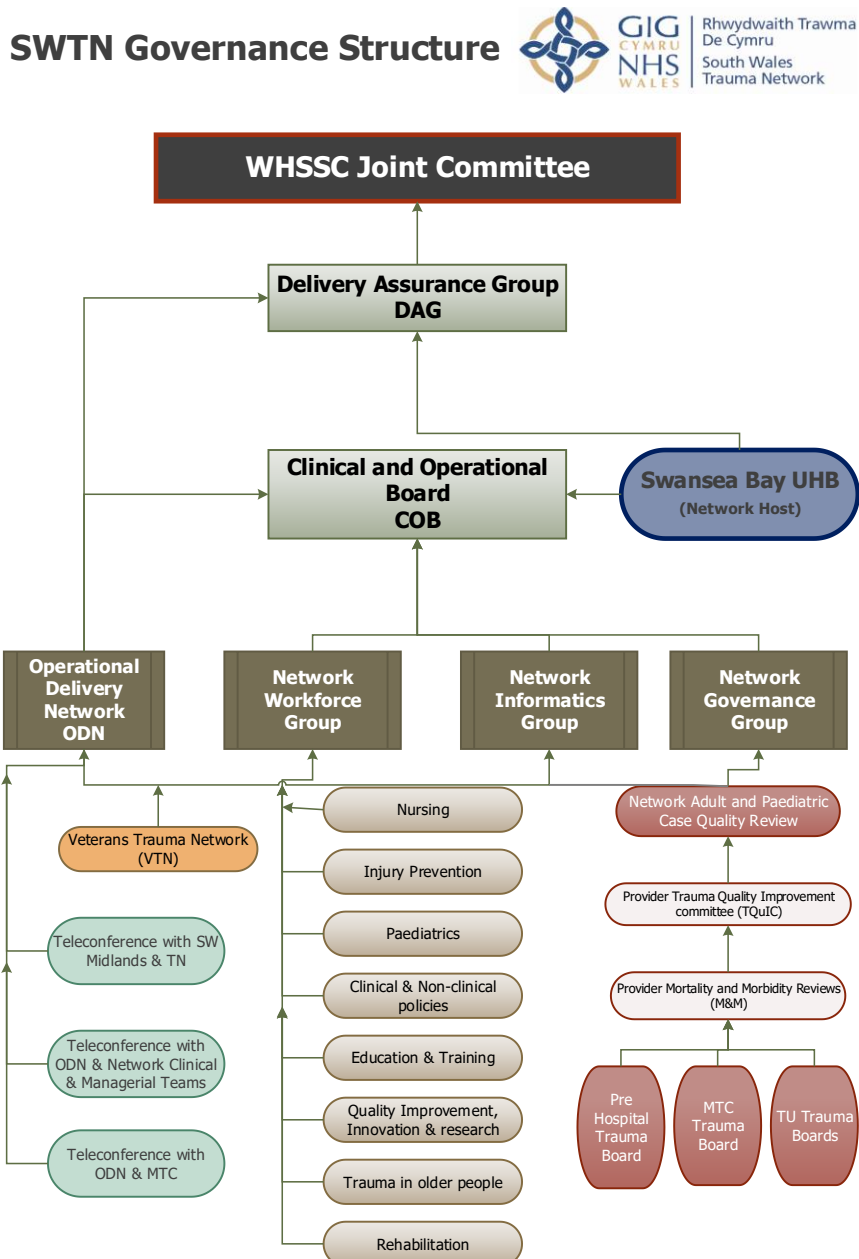 SWTN Governance Structure
GIG
CYMRU
NHS
WALES
Rhwydwaith Trawma
De Cymru
South Wales
Trauma Network
WHSSC Joint Committee
Delivery Assurance Group
DAG
Clinical and Operational
Board
COB
Swansea Bay UHB
(Network Host)
Operational
Delivery
Network
ODN
Network
Workforce
Group
Network
Informatics
Group
Network
Governance
Group
Nursing
Network Adult and Paediatric
Case Quality Review
Veterans Trauma Network
(VTN)
Injury Prevention
Provider Trauma Quality Improvement
committee (TQuIC)
Paediatrics
Teleconference with SW
Midlands & TN
Clinical & Non-clinical
policies
Provider Mortality and Morbidity Reviews
(M&M)
Teleconference with
ODN & Network Clinical
& Managerial Teams
Education & Training
Pre
Hospital
Trauma
Board
MTC
Trauma
Board
TU Trauma
Boards
Quality Improvement,
Innovation & research
Teleconference with
ODN & MTC
Trauma in older people
Rehabilitation